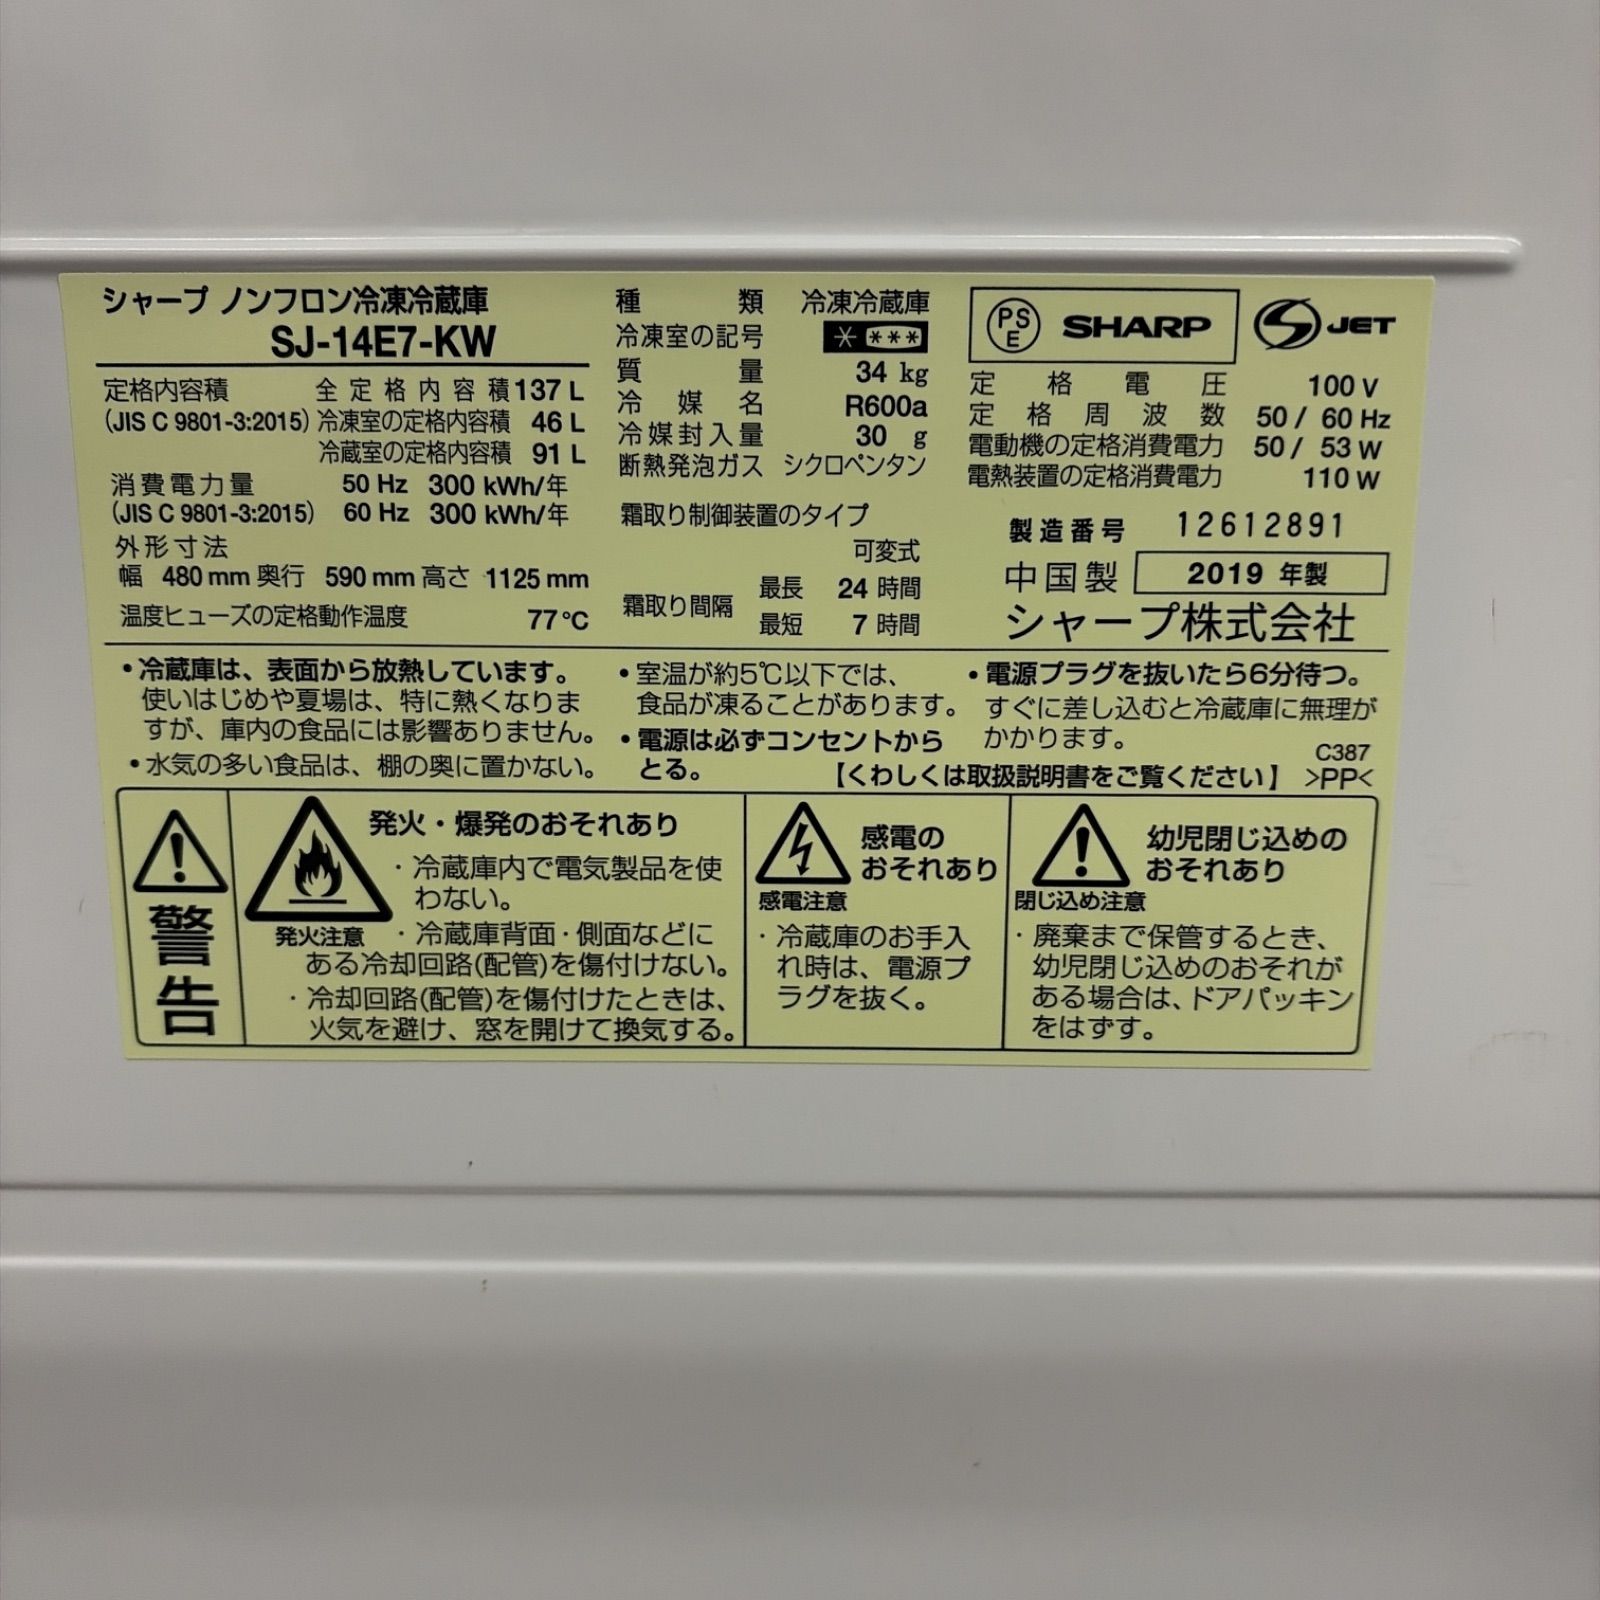 シャープ ノンフロン冷凍冷蔵庫
SJ-14E7-KW
定格内容積 全定格内容積 137 L
(JIS C 9801-3:2015) 冷凍室の定格内容積 46 L
冷蔵室の定格内容積 91 L
消費電力量 50 Hz 300 kWh/年
(JIS C 9801-3:2015) 60 Hz 300 kWh/年
外形寸法
幅 480 mm 奥行 590 mm 高さ 1125 mm
温度ヒューズの定格動作温度 77℃
種類 冷凍冷蔵庫
冷凍室の記号 * ***
質量 34 kg
冷媒名 R600a
冷媒封入量 30 g
断熱発泡ガス シクロペンタン
霜取り制御装置のタイプ
可変式
霜取り間隔 最長 24 時間
最短 7 時間
PSE SHARP S JET
定格電圧 100 V
定格周波数 50 / 60 Hz
電動機の定格消費電力 50 / 53 W
電熱装置の定格消費電力 110 W
製造番号 12612891
中国製 2019 年製
シャープ株式会社
・冷蔵庫は、表面から放熱しています。
使いはじめや夏場は、特に熱くなりま
すが、庫内の食品には影響ありません。
・水気の多い食品は、棚の奥に置かない。
・室温が約5℃以下では、
食品が凍ることがあります。
・電源は必ずコンセントから
とる。
・電源プラグを抜いたら6分待つ。
すぐに差し込むと冷蔵庫に無理が
かかります。
C387
【くわしくは取扱説明書をご覧ください】 >PP<
警告
発火・爆発のおそれあり
発火注意
・冷蔵庫内で電気製品を使
わない。
・冷蔵庫背面・側面などに
ある冷却回路(配管)を傷付けない。
・冷却回路(配管)を傷付けたときは、
火気を避け、窓を開けて換気する。
感電の
おそれあり
感電注意
・冷蔵庫のお手入
れ時は、電源プ
ラグを抜く。
幼児閉じ込めの
おそれあり
閉じ込め注意
・廃棄まで保管するとき、
幼児閉じ込めのおそれが
ある場合は、ドアパッキン
をはずす。